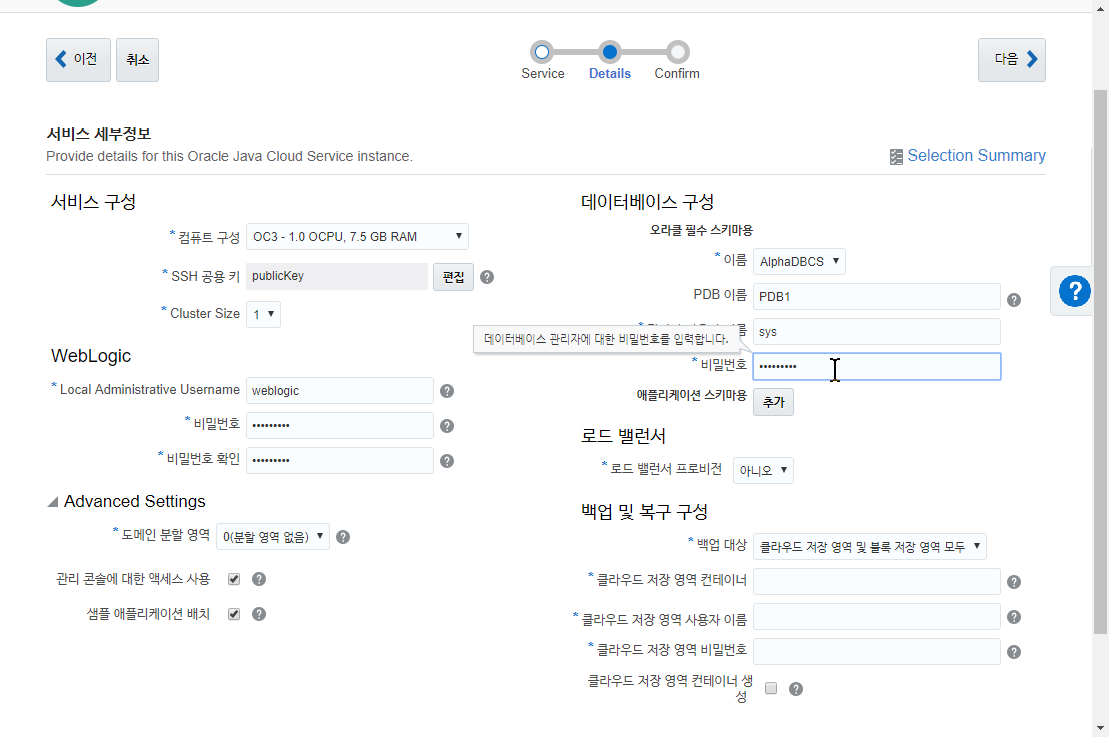 이전
취소
Service
Details
Confirm
다음
서비스 세부정보
Provide details for this Oracle Java Cloud Service instance.
Selection Summary
서비스 구성
* 컴퓨트 구성 OC3 - 1.0 OCPU, 7.5 GB RAM
* SSH 공용 키 publicKey 편집
* Cluster Size 1
WebLogic
* Local Administrative Username weblogic
* 비밀번호 •••••••••
* 비밀번호 확인 •••••••••
Advanced Settings
* 도메인 분할 영역 0(분할 영역 없음)
관리 콘솔에 대한 액세스 사용
샘플 애플리케이션 배치
데이터베이스 구성
오라클 필수 스키마용
* 이름 AlphaDBCS
PDB 이름 PDB1
sys
데이터베이스 관리자에 대한 비밀번호를 입력합니다.
* 비밀번호 •••••••••
애플리케이션 스키마용 추가
로드 밸런서
* 로드 밸런서 프로비전 아니오
백업 및 복구 구성
* 백업 대상 클라우드 저장 영역 및 블록 저장 영역 모두
* 클라우드 저장 영역 컨테이너
* 클라우드 저장 영역 사용자 이름
* 클라우드 저장 영역 비밀번호
클라우드 저장 영역 컨테이너 생
성